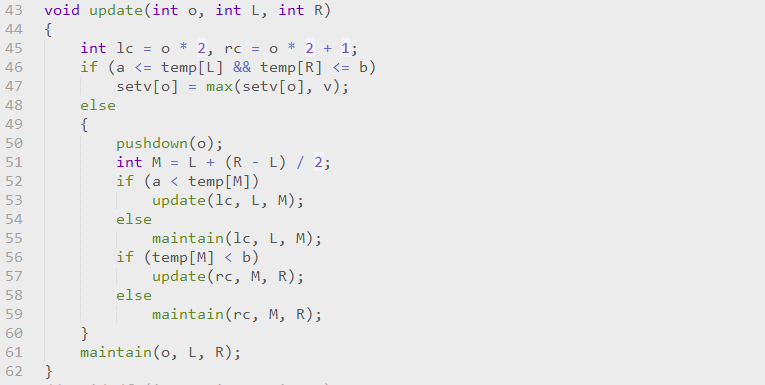 43 void update(int o, int L, int R)
44 {
45     int lc = o * 2, rc = o * 2 + 1;
46     if (a <= temp[L] && temp[R] <= b)
47         setv[o] = max(setv[o], v);
48     else
49     {
50         pushdown(o);
51         int M = L + (R - L) / 2;
52         if (a < temp[M])
53             update(lc, L, M);
54         else
55             maintain(lc, L, M);
56         if (temp[M] < b)
57             update(rc, M, R);
58         else
59             maintain(rc, M, R);
60     }
61     maintain(o, L, R);
62 }